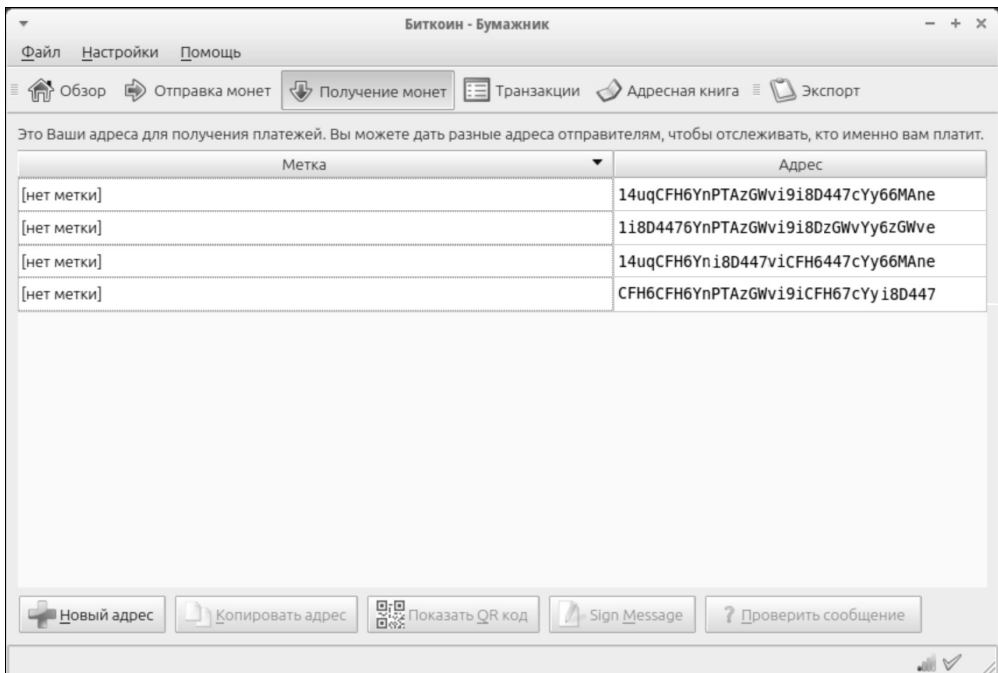 Биткоин - Бумажник
Файл Настройки Помощь
Обзор Отправка монет Получение монет Транзакции Адресная книга Экспорт
Это Ваши адреса для получения платежей. Вы можете дать разные адреса отправителям, чтобы отслеживать, кто именно вам платит.
Метка Адрес
[нет метки] 14uqCFH6YnPTAzGWvi9i8D447cYy66MAne
[нет метки] 1i8D4476YnPTAzGWvi9i8DzGWvYy6zGWve
[нет метки] 14uqCFH6Yni8D447viCFH6447cYy66MAne
[нет метки] CFH6CFH6YnPTAzGWvi9iCFH67cYyi8D447
Новый адрес Копировать адрес Показать QR код Sign Message ? Проверить сообщение